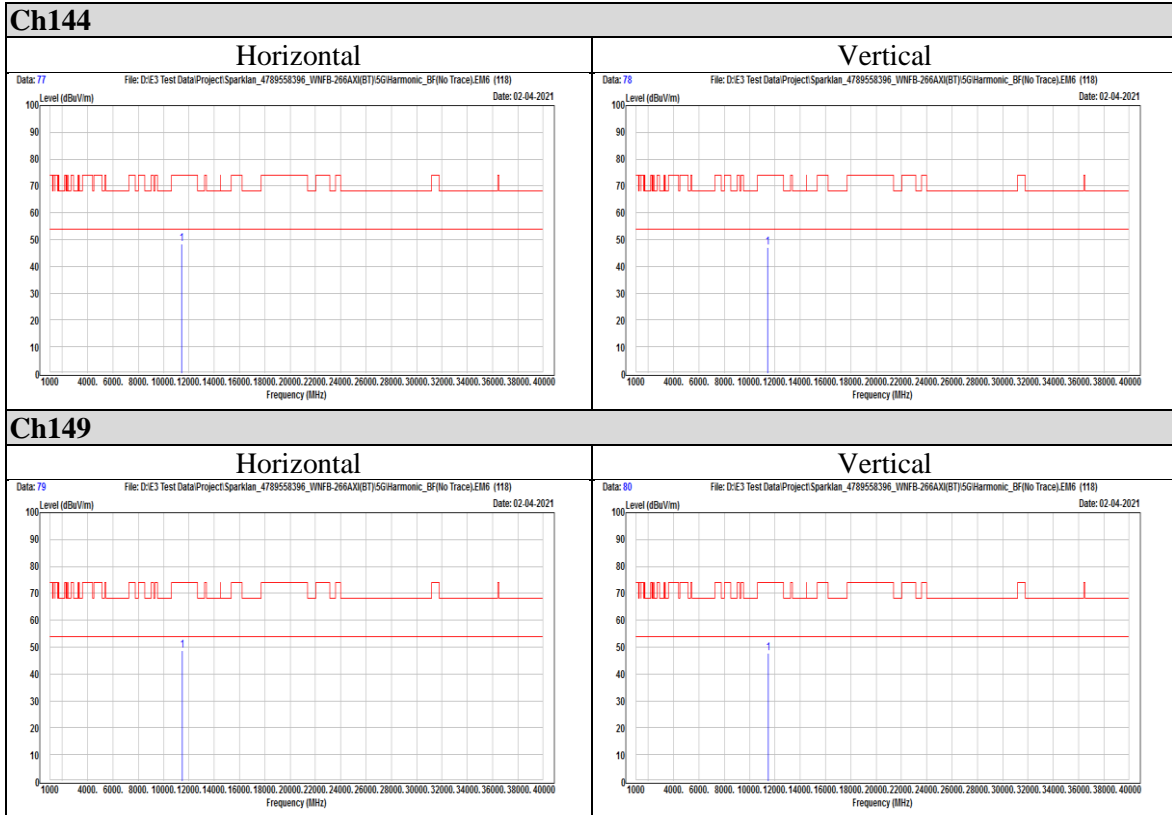 Ch144
Horizontal
Vertical
Data: 77 File: D:\E3 Test Data\Project\Sparklan_4789558396_WNFB-266AXI(BT)\5G\Harmonic_BF(No Trace).EM6 (118)
Level (dBuV/m) Date: 02-04-2021
100
90
80
70
60
50
40
30
20
10
0
1
1000 4000. 6000. 8000. 10000. 12000. 14000. 16000. 18000. 20000. 22000. 24000. 26000. 28000. 30000. 32000. 34000. 36000. 38000. 40000
Frequency (MHz)
Data: 78 File: D:\E3 Test Data\Project\Sparklan_4789558396_WNFB-266AXI(BT)\5G\Harmonic_BF(No Trace).EM6 (118)
Level (dBuV/m) Date: 02-04-2021
100
90
80
70
60
50
40
30
20
10
0
1
1000 4000. 6000. 8000. 10000. 12000. 14000. 16000. 18000. 20000. 22000. 24000. 26000. 28000. 30000. 32000. 34000. 36000. 38000. 40000
Frequency (MHz)
Ch149
Horizontal
Vertical
Data: 79 File: D:\E3 Test Data\Project\Sparklan_4789558396_WNFB-266AXI(BT)\5G\Harmonic_BF(No Trace).EM6 (118)
Level (dBuV/m) Date: 02-04-2021
100
90
80
70
60
50
40
30
20
10
0
1
1000 4000. 6000. 8000. 10000. 12000. 14000. 16000. 18000. 20000. 22000. 24000. 26000. 28000. 30000. 32000. 34000. 36000. 38000. 40000
Frequency (MHz)
Data: 80 File: D:\E3 Test Data\Project\Sparklan_4789558396_WNFB-266AXI(BT)\5G\Harmonic_BF(No Trace).EM6 (118)
Level (dBuV/m) Date: 02-04-2021
100
90
80
70
60
50
40
30
20
10
0
1
1000 4000. 6000. 8000. 10000. 12000. 14000. 16000. 18000. 20000. 22000. 24000. 26000. 28000. 30000. 32000. 34000. 36000. 38000. 40000
Frequency (MHz)